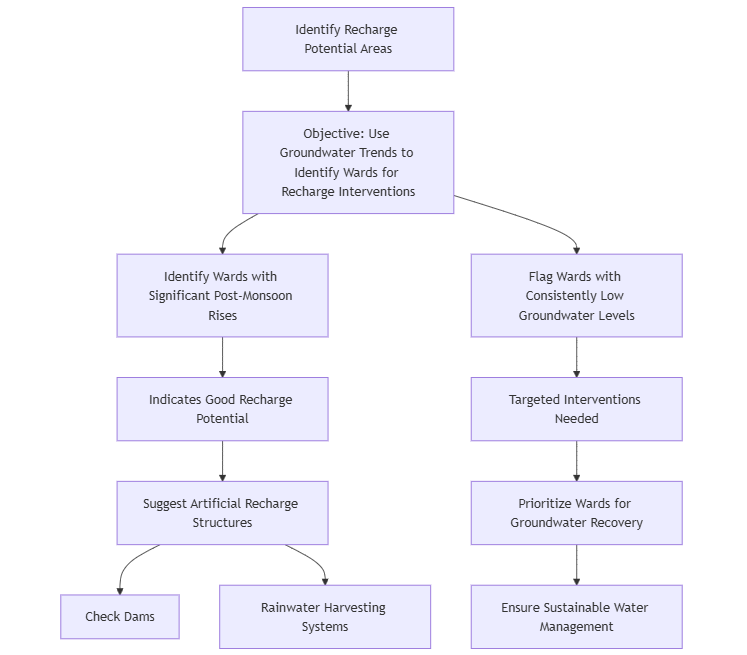 Identify Recharge
Potential Areas
Objective: Use
Groundwater Trends to
Identify Wards for
Recharge Interventions
Identify Wards with
Significant Post-Monsoon
Rises
Flag Wards with
Consistently Low
Groundwater Levels
Indicates Good Recharge
Potential
Targeted Interventions
Needed
Suggest Artificial Recharge
Structures
Prioritize Wards for
Groundwater Recovery
Check Dams
Rainwater Harvesting
Systems
Ensure Sustainable Water
Management